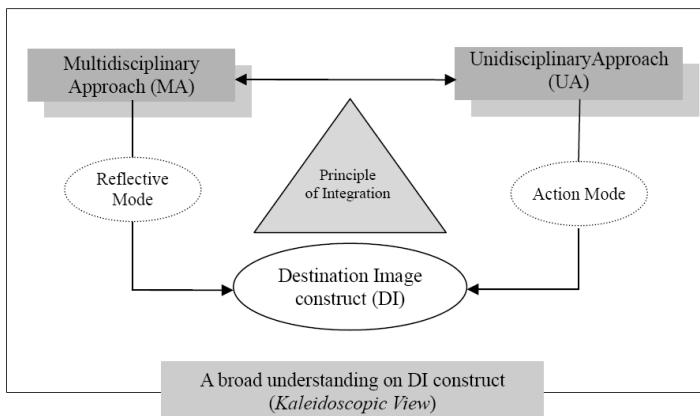 Multidisciplinary
Approach (MA)
UnidisciplinaryApproach
(UA)
Principle
of Integration
Reflective
Mode
Action Mode
Destination Image
construct (DI)
A broad understanding on DI construct
(Kaleidoscopic View)